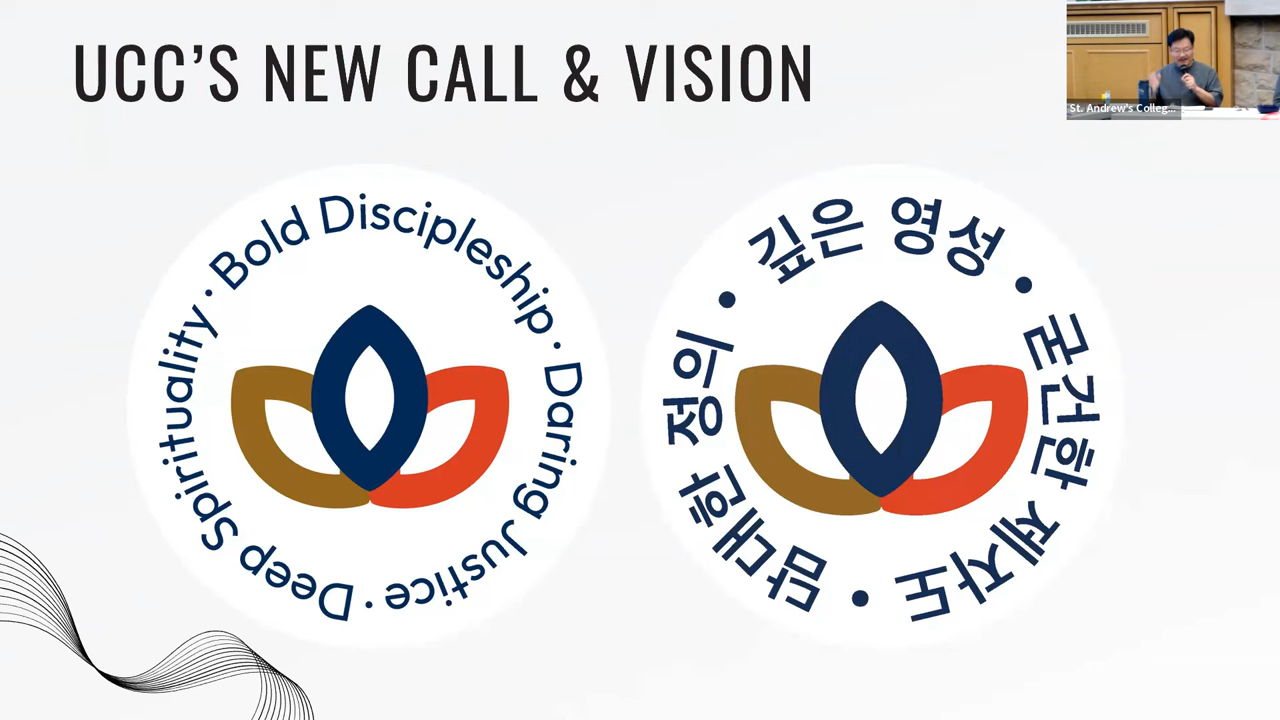 UCC'S NEW CALL & VISION
St. Andrew's Colleg...
Deep Spirituality · Bold Discipleship · Daring Justice ·
깊은 영성 • 굳건한 제자도 • 담대한 정의 •